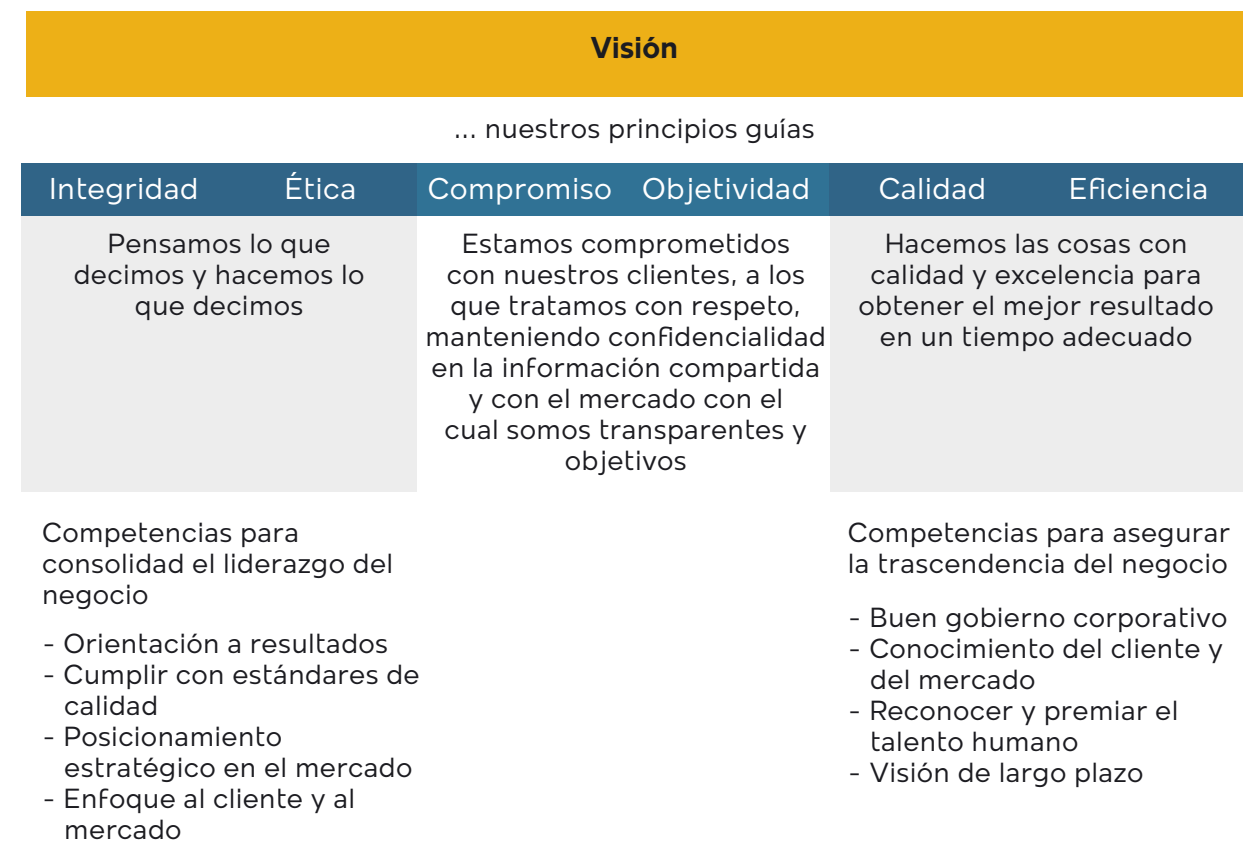 Visión
... nuestros principios guías
Integridad Ética Compromiso Objetividad Calidad Eficiencia
Pensamos lo que
decimos y hacemos lo
que decimos
Estamos comprometidos
con nuestros clientes, a los
que tratamos con respeto,
manteniendo confidencialidad
en la información compartida
y con el mercado con el
cual somos transparentes y
objetivos
Hacemos las cosas con
calidad y excelencia para
obtener el mejor resultado
en un tiempo adecuado
Competencias para
consolidad el liderazgo del
negocio
- Orientación a resultados
- Cumplir con estándares de
calidad
- Posicionamiento
estratégico en el mercado
- Enfoque al cliente y al
mercado
Competencias para asegurar
la trascendencia del negocio
- Buen gobierno corporativo
- Conocimiento del cliente y
del mercado
- Reconocer y premiar el
talento humano
- Visión de largo plazo